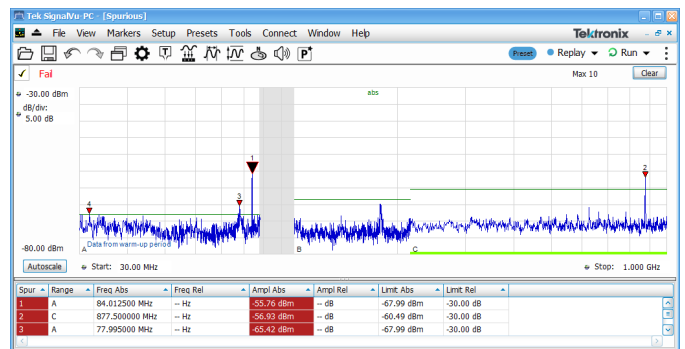 Tek SignalVu-PC - [Spurious]
File View Markers Setup Presets Tools Connect Window Help
Tektronix
T P Preset Replay Run
Fai Max 10 Clear
-30.00 dBm abs
dB/div:
5.00 dB
1
2
3
4
Data from warm-up period
-80.00 dBm A B C
Autoscale Start: 30.00 MHz Stop: 1.000 GHz
Spur Range Freq Abs Freq Rel Ampl Abs Ampl Rel Limit Abs Limit Rel
1 A 84.012500 MHz -- Hz -55.76 dBm -- dB -67.99 dBm -30.00 dB
2 C 877.500000 MHz -- Hz -56.93 dBm -- dB -60.49 dBm -30.00 dB
3 A 77.995000 MHz -- Hz -65.42 dBm -- dB -67.99 dBm -30.00 dB